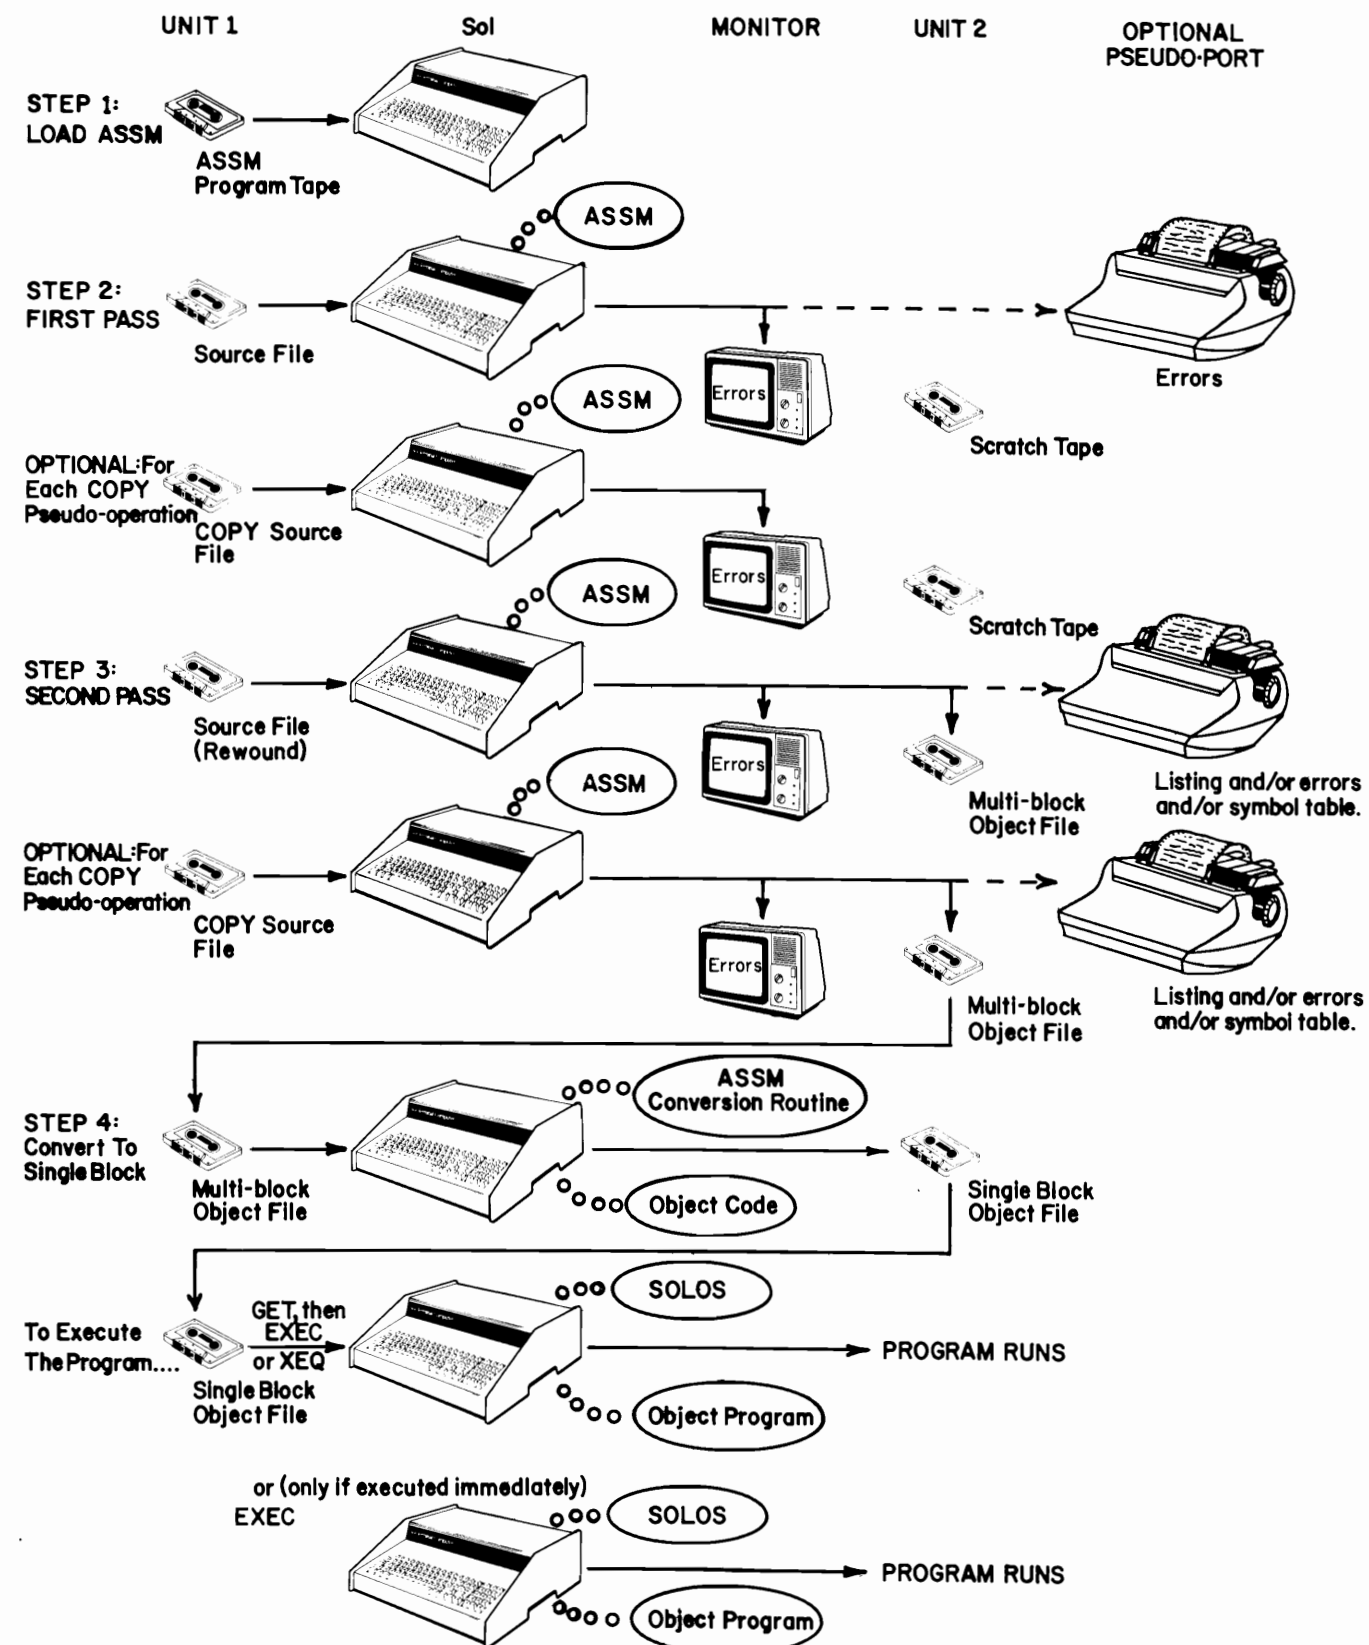 UNIT 1
Sol
MONITOR
UNIT 2
OPTIONAL
PSEUDO-PORT
STEP 1:
LOAD ASSM
ASSM
Program Tape
ASSM
STEP 2:
FIRST PASS
Source File
Errors
Errors
Scratch Tape
ASSM
OPTIONAL:For
Each COPY
Pseudo-operation
COPY Source
File
Errors
Scratch Tape
ASSM
STEP 3:
SECOND PASS
Source File
(Rewound)
Errors
Multi-block
Object File
Listing and/or errors
and/or symbol table.
ASSM
OPTIONAL:For
Each COPY
Pseudo-operation
COPY Source
File
Errors
Multi-block
Object File
Listing and/or errors
and/or symbol table.
ASSM
Conversion Routine
STEP 4:
Convert To
Single Block
Multi-block
Object File
Object Code
Single Block
Object File
SOLOS
To Execute
The Program....
GET, then
EXEC
or XEQ
Single Block
Object File
PROGRAM RUNS
Object Program
or (only if executed immediately)
EXEC
SOLOS
PROGRAM RUNS
Object Program